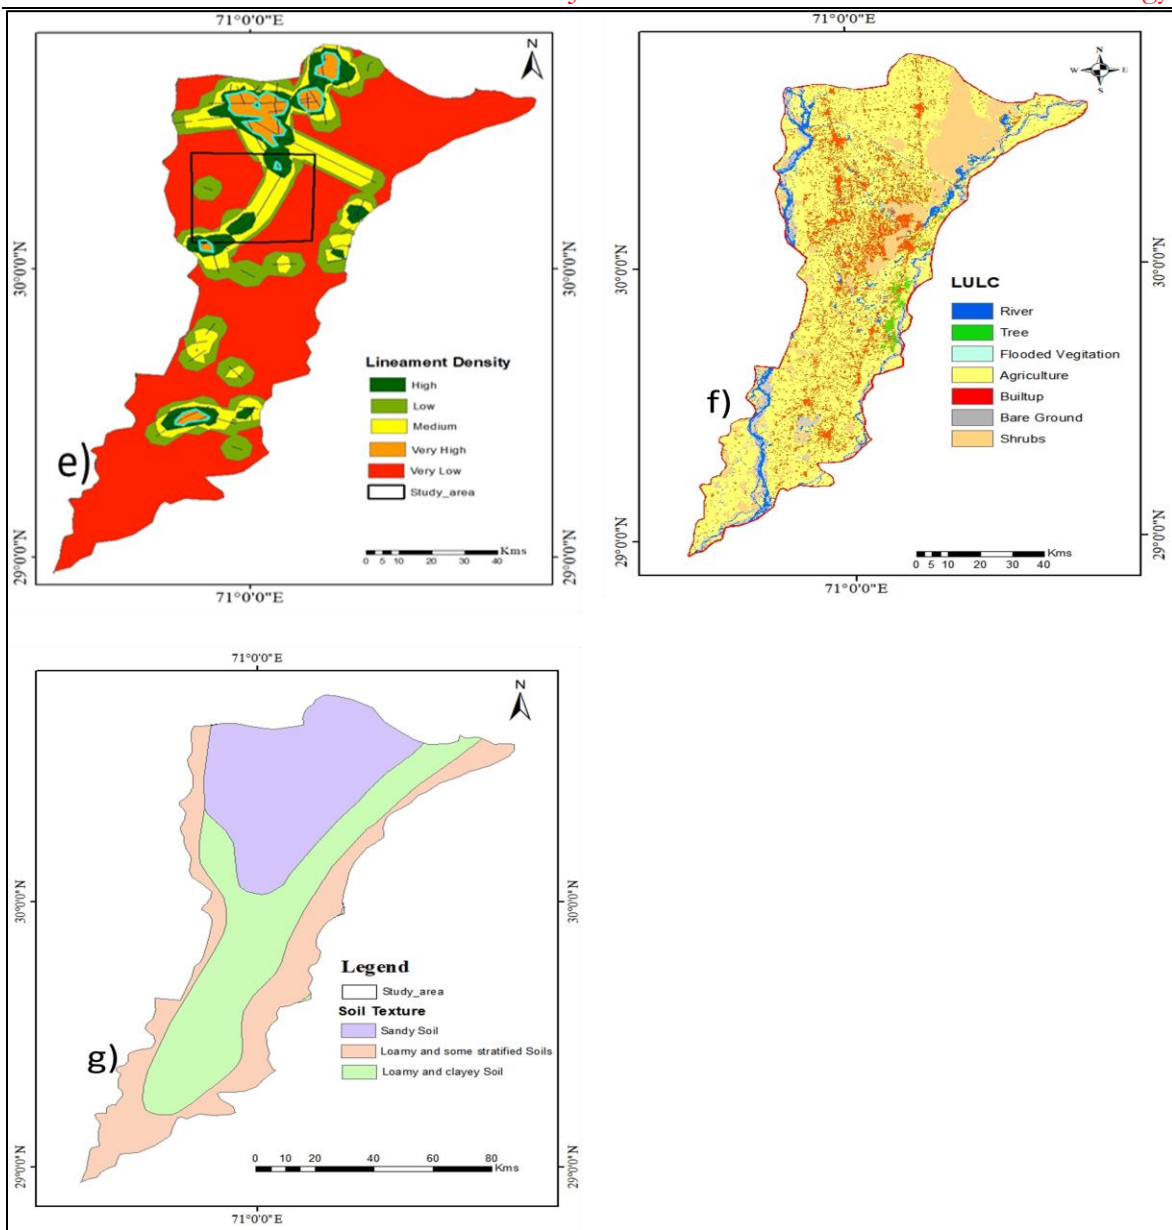 71°0'0"E
71°0'0"E
N
N
W E
S
30°0'0"N
30°0'0"N
30°0'0"N
30°0'0"N
Lineament Density
High
Low
Medium
Very High
Very Low
Study_area
e)
LULC
River
Tree
Flooded Vegitation
Agriculture
Builtup
Bare Ground
Shrubs
f)
29°0'0"N
29°0'0"N
29°0'0"N
29°0'0"N
0 5 10 20 30 40 Kms
0 5 10 20 30 40 Kms
71°0'0"E
71°0'0"E
71°0'0"E
N
30°0'0"N
30°0'0"N
Legend
Study_area
Soil Texture
Sandy Soil
Loamy and some stratified Soils
Loamy and clayey Soil
g)
29°0'0"N
29°0'0"N
0 10 20 40 60 80 Kms
71°0'0"E